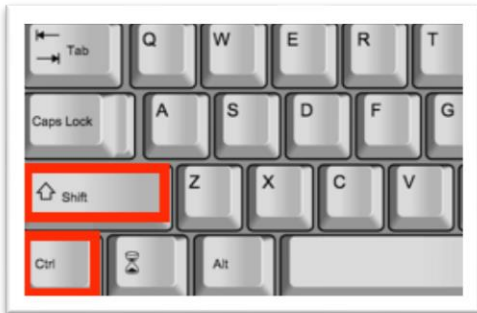 Tab Q W E R T
Caps Lock A S D F G
Shift Z X C V
Ctrl Alt